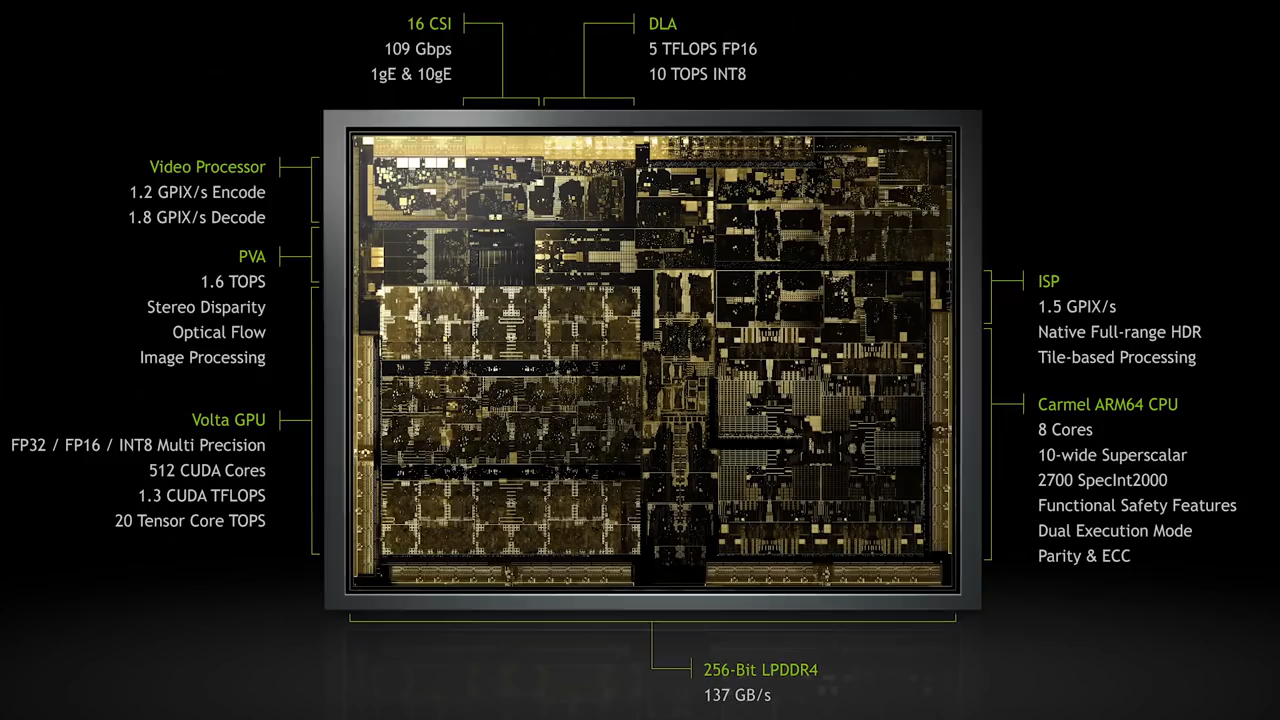 16 CSI
109 Gbps
1gE & 10gE
DLA
5 TFLOPS FP16
10 TOPS INT8
Video Processor
1.2 GPIX/s Encode
1.8 GPIX/s Decode
PVA
1.6 TOPS
Stereo Disparity
Optical Flow
Image Processing
Volta GPU
FP32 / FP16 / INT8 Multi Precision
512 CUDA Cores
1.3 CUDA TFLOPS
20 Tensor Core TOPS
ISP
1.5 GPIX/s
Native Full-range HDR
Tile-based Processing
Carmel ARM64 CPU
8 Cores
10-wide Superscalar
2700 SpecInt2000
Functional Safety Features
Dual Execution Mode
Parity & ECC
256-Bit LPDDR4
137 GB/s